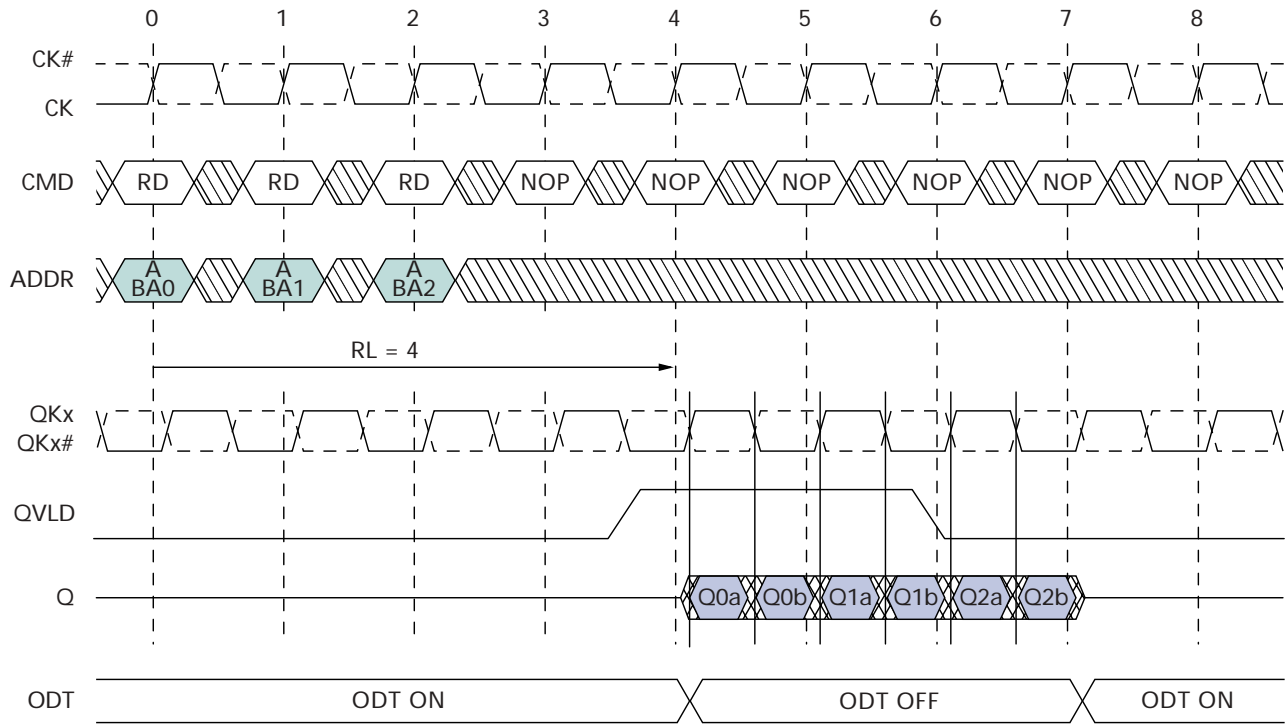 0 1 2 3 4 5 6 7 8
CK#
CK
CMD RD RD RD NOP NOP NOP NOP NOP NOP
ADDR
A A A
BA0 BA1 BA2
RL = 4
QKx
QKx#
QVLD
Q Q0a Q0b Q1a Q1b Q2a Q2b
ODT ODT ON ODT OFF ODT ON